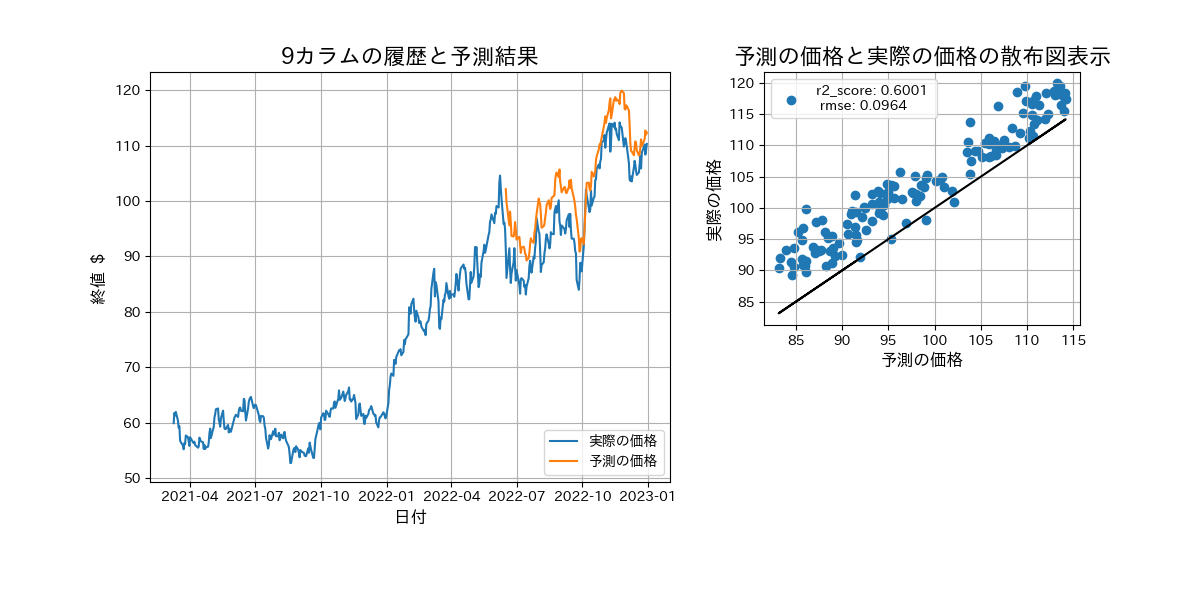 9カラムの履歴と予測結果
終値 $
120
110
100
90
80
70
60
50
2021-04 2021-07 2021-10 2022-01 2022-04 2022-07 2022-10 2023-01
日付
実際の価格
予測の価格
予測の価格と実際の価格の散布図表示
実際の価格
120
115
110
105
100
95
90
85
85 90 95 100 105 110 115
予測の価格
r2_score: 0.6001
rmse: 0.0964